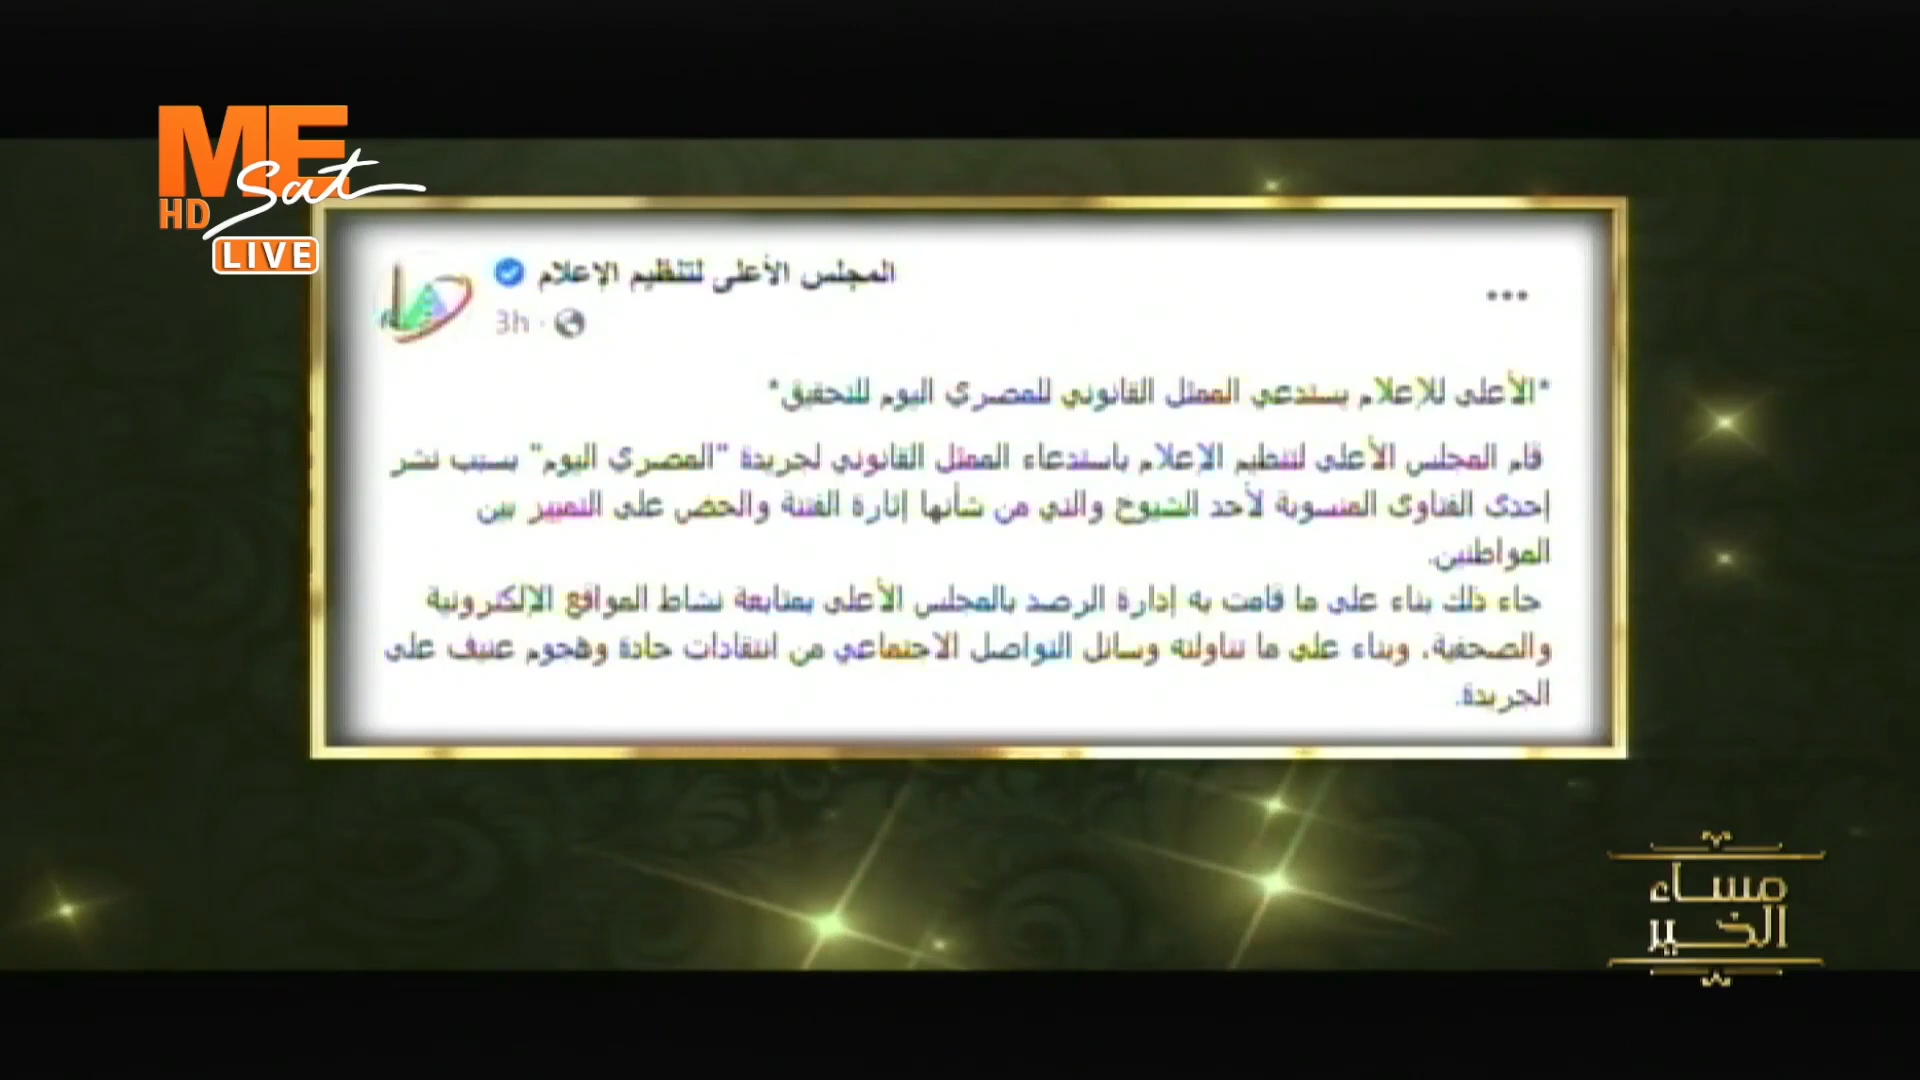 ME
Sat
HD
LIVE
المجلس الأعلى لتنظيم الإعلام
3h ·
*الأعلى للإعلام يستدعي الممثل القانوني للمصري اليوم للتحقيق*
قام المجلس الأعلى لتنظيم الإعلام باستدعاء الممثل القانوني لجريدة "المصري اليوم" بسبب نشر
إحدى الفتاوى المنسوبة لأحد الشيوخ والتي من شأنها إثارة الفتنة والحض على التمييز بين
المواطنين.
جاء ذلك بناء على ما قامت به إدارة الرصد بالمجلس الأعلى بمتابعة نشاط المواقع الإلكترونية
والصحفية، وبناء على ما تناولته وسائل التواصل الاجتماعي من انتقادات حادة وهجوم عنيف على
الجريدة.
مساء
الخير